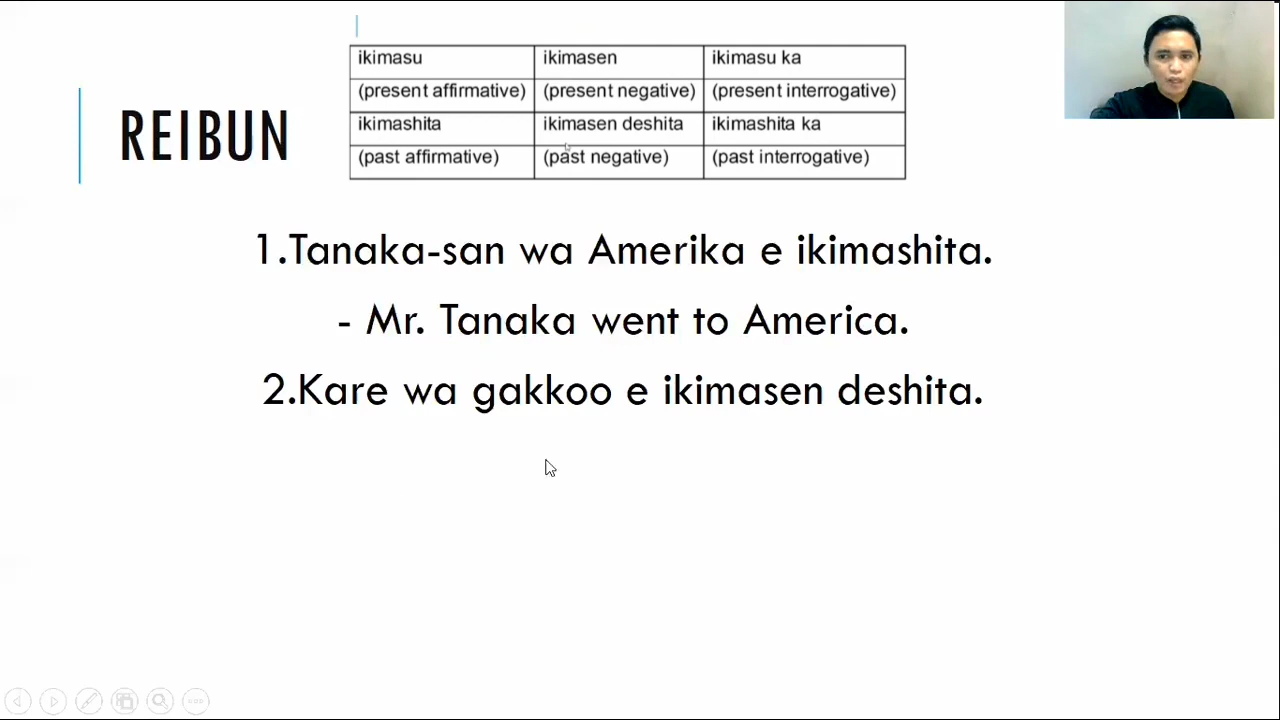 REIBUN
ikimasu ikimasen ikimasu ka
(present affirmative) (present negative) (present interrogative)
ikimashita ikimasen deshita ikimashita ka
(past affirmative) (past negative) (past interrogative)
1.Tanaka-san wa Amerika e ikimashita.
- Mr. Tanaka went to America.
2.Kare wa gakkoo e ikimasen deshita.